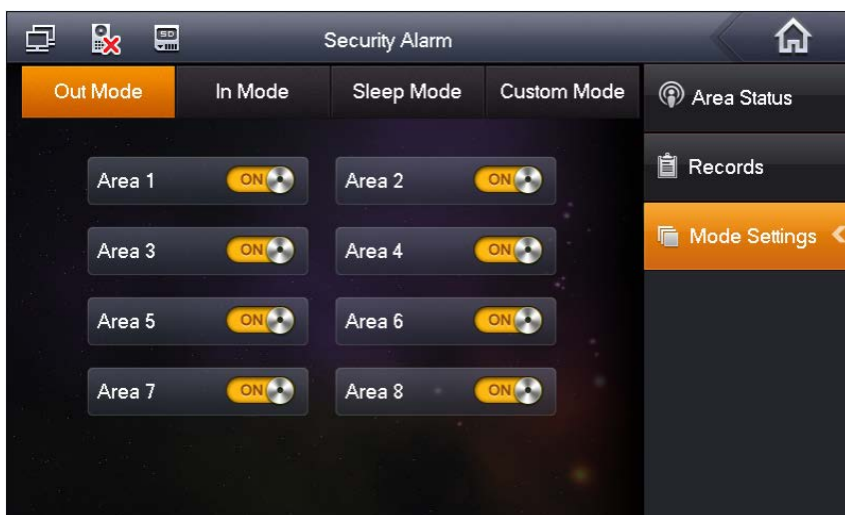 SD
Security Alarm
Out Mode
In Mode
Sleep Mode
Custom Mode
Area Status
Records
Mode Settings
Area 1 ON
Area 2 ON
Area 3 ON
Area 4 ON
Area 5 ON
Area 6 ON
Area 7 ON
Area 8 ON